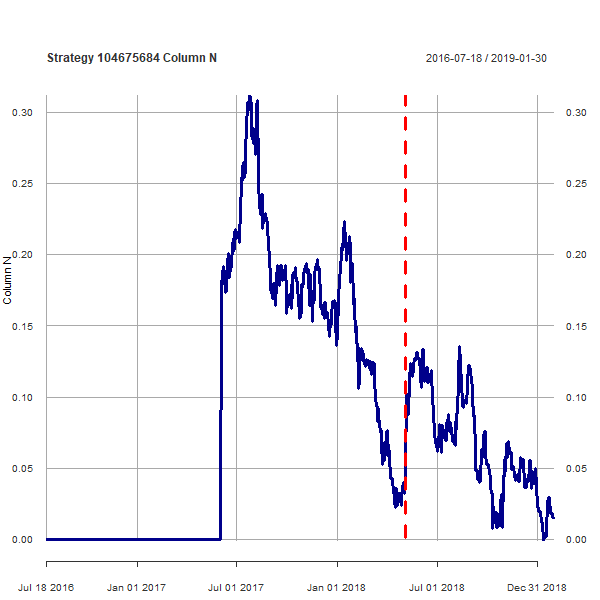 Strategy 104675684 Column N
2016-07-18 / 2019-01-30
0.30
0.25
0.20
0.15
0.10
0.05
0.00
Column N
0.30
0.25
0.20
0.15
0.10
0.05
0.00
Jul 18 2016
Jan 01 2017
Jul 01 2017
Jan 01 2018
Jul 01 2018
Dec 31 2018